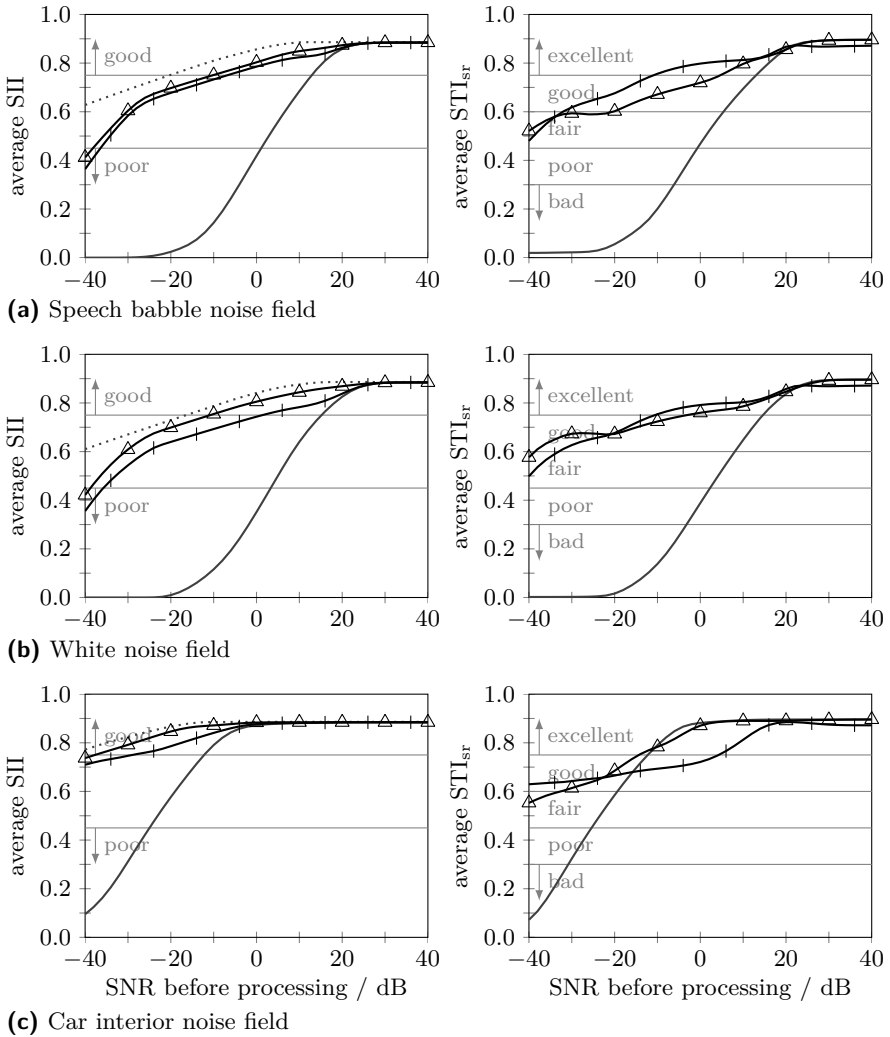 1.0
0.8
0.6
0.4
0.2
0.0
average SII
good
poor
−40 −20 0 20 40
1.0
0.8
0.6
0.4
0.2
0.0
average STIsr
excellent
good
fair
poor
bad
−40 −20 0 20 40
(a) Speech babble noise field
1.0
0.8
0.6
0.4
0.2
0.0
average SII
good
poor
−40 −20 0 20 40
1.0
0.8
0.6
0.4
0.2
0.0
average STIsr
excellent
good
fair
poor
bad
−40 −20 0 20 40
(b) White noise field
1.0
0.8
0.6
0.4
0.2
0.0
average SII
good
poor
−40 −20 0 20 40
SNR before processing / dB
1.0
0.8
0.6
0.4
0.2
0.0
average STIsr
excellent
good
fair
poor
bad
−40 −20 0 20 40
SNR before processing / dB
(c) Car interior noise field